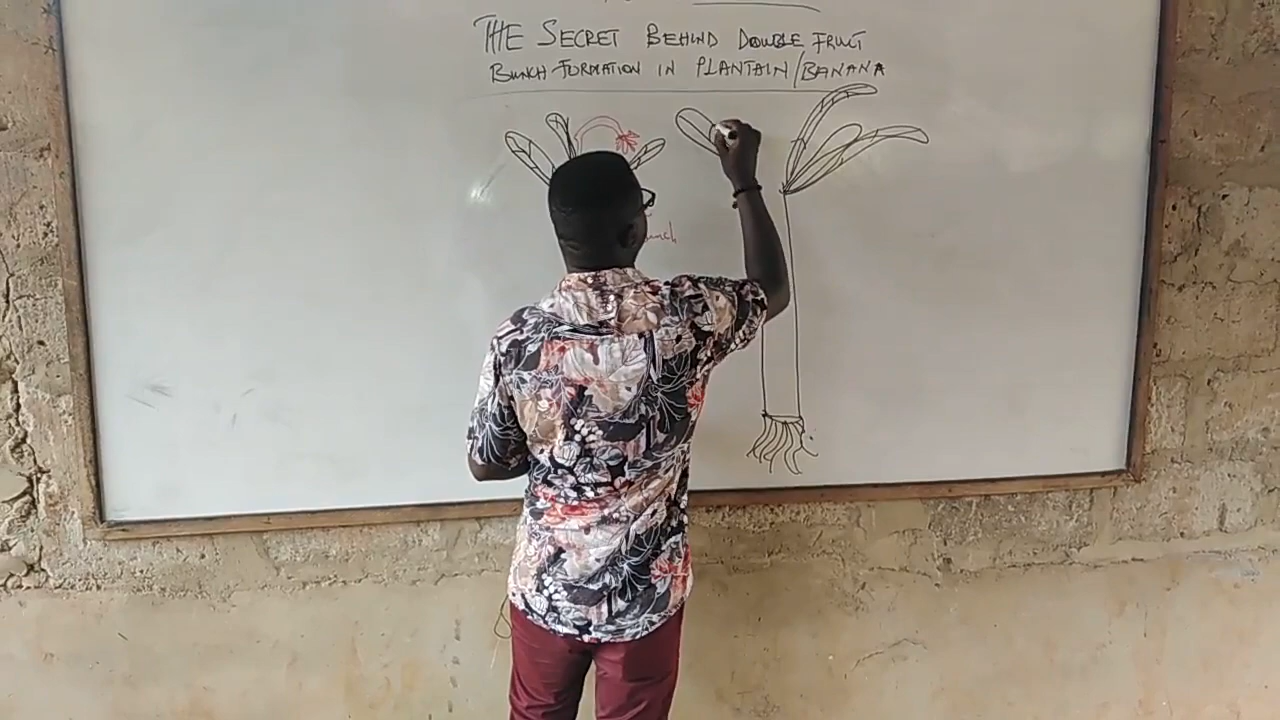 THE SECRET BEHIND DOUBLE FRUIT
BUNCH FORMATION IN PLANTAIN/BANANA